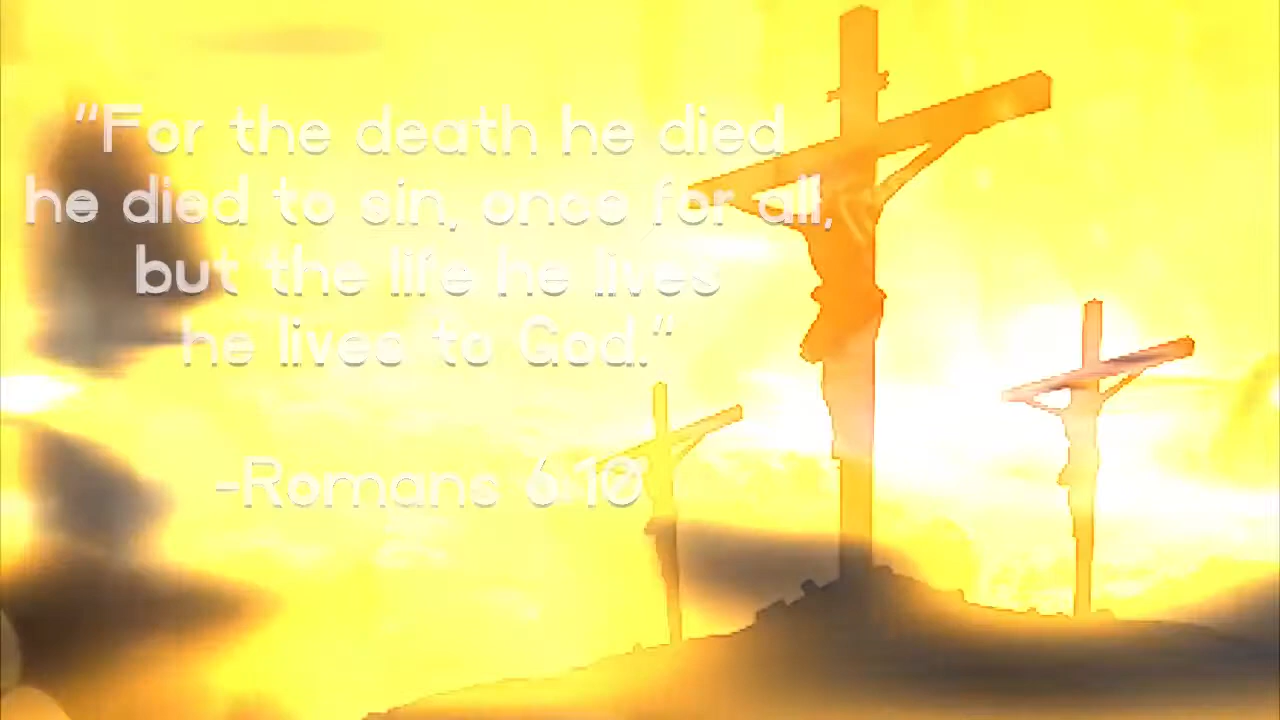 “For the death he died
he died to sin, once for all,
but the life he lives
he lives to God.”
-Romans 6:10